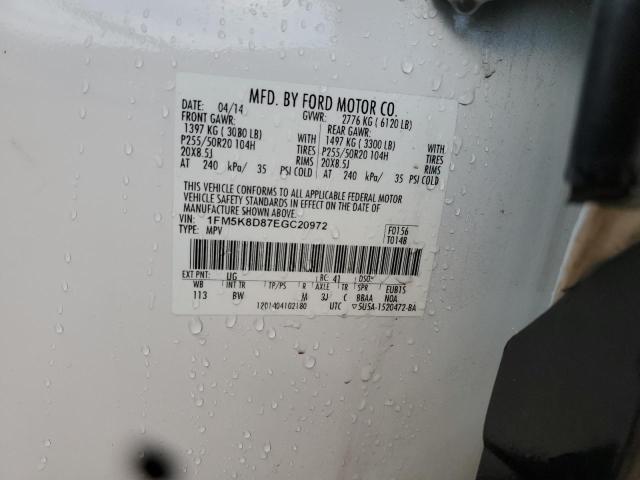 MFD. BY FORD MOTOR CO.
DATE: 04/14 GVWR: 2776 KG ( 6120 LB)
FRONT GAWR: REAR GAWR:
1397 KG ( 3080 LB) WITH 1497 KG ( 3300 LB) WITH
P255/50R20 104H TIRES P255/50R20 104H TIRES
20X8.5J RIMS 20X8.5J RIMS
AT 240 kPa/ 35 PSI COLD AT 240 kPa/ 35 PSI COLD
THIS VEHICLE CONFORMS TO ALL APPLICABLE FEDERAL MOTOR
VEHICLE SAFETY STANDARDS IN EFFECT ON THE DATE OF
MANUFACTURE SHOWN ABOVE.
VIN: 1FM5K8D87EGC20972 F0156
TYPE: MPV T014B
EXT PNT: UG RC: 41 DSO:
WB INT TR TP/PS R AXLE TR SPR EUB15
113 BW M 3J C BBAA N0A
1201404102180 UTC ▽5U5A-1520472-BA